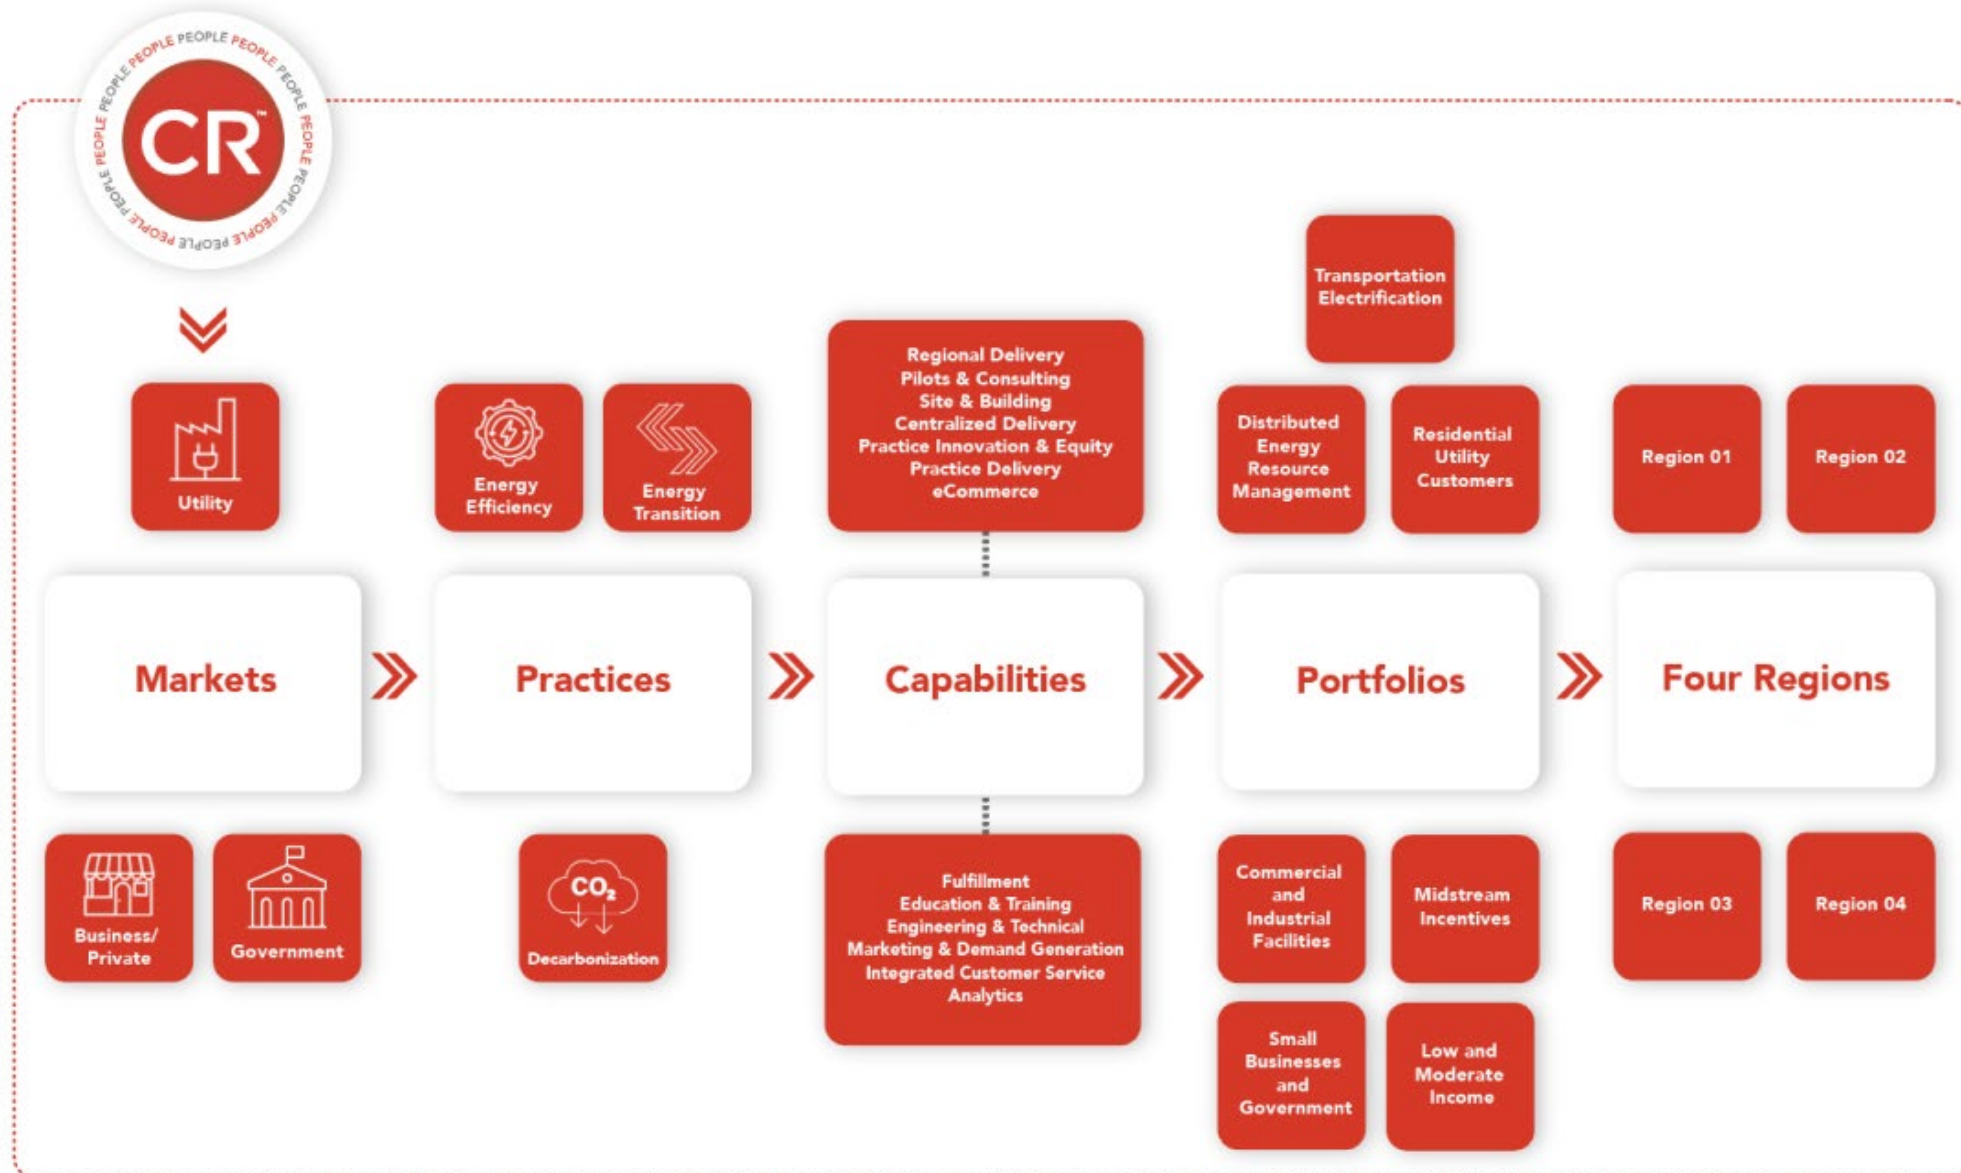 PEOPLE PEOPLE PEOPLE PEOPLE PEOPLE PEOPLE PEOPLE PEOPLE PEOPLE PEOPLE PEOPLE PEOPLE PEOPLE
CR™
Utility
Markets
Business/
Private
Government
Energy
Efficiency
Energy
Transition
Practices
CO₂
Decarbonization
Regional Delivery
Pilots & Consulting
Site & Building
Centralized Delivery
Practice Innovation & Equity
Practice Delivery
eCommerce
Capabilities
Fulfillment
Education & Training
Engineering & Technical
Marketing & Demand Generation
Integrated Customer Service
Analytics
Transportation
Electrification
Distributed
Energy
Resource
Management
Residential
Utility
Customers
Portfolios
Commercial
and
Industrial
Facilities
Midstream
Incentives
Small
Businesses
and
Government
Low and
Moderate
Income
Region 01
Region 02
Four Regions
Region 03
Region 04